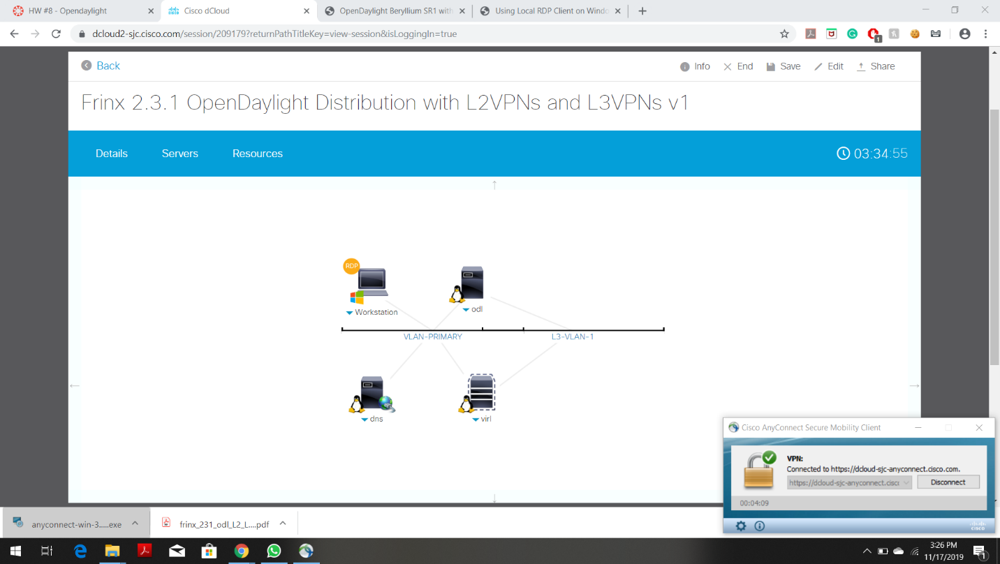 HW #8 - Opendaylight
Cisco dCloud
OpenDaylight Beryllium SR1 with
Using Local RDP Client on Windo
dcloud2-sjc.cisco.com/session/209179?returnPathTitleKey=view-session&isLoggingIn=true
1
Back
Info
End
Save
Edit
Share
Frinx 2.3.1 OpenDaylight Distribution with L2VPNs and L3VPNs v1
Details
Servers
Resources
03:34:55
RDP
Workstation
odl
VLAN-PRIMARY
L3-VLAN-1
dns
virl
Cisco AnyConnect Secure Mobility Client
VPN:
Connected to https://dcloud-sjc-anyconnect.cisco.com.
https://dcloud-sjc-anyconnect.cisc
Disconnect
00:04:09
CISCO
anyconnect-win-3.....exe
frinx_231_odl_L2_L....pdf
3:26 PM
11/17/2019
1